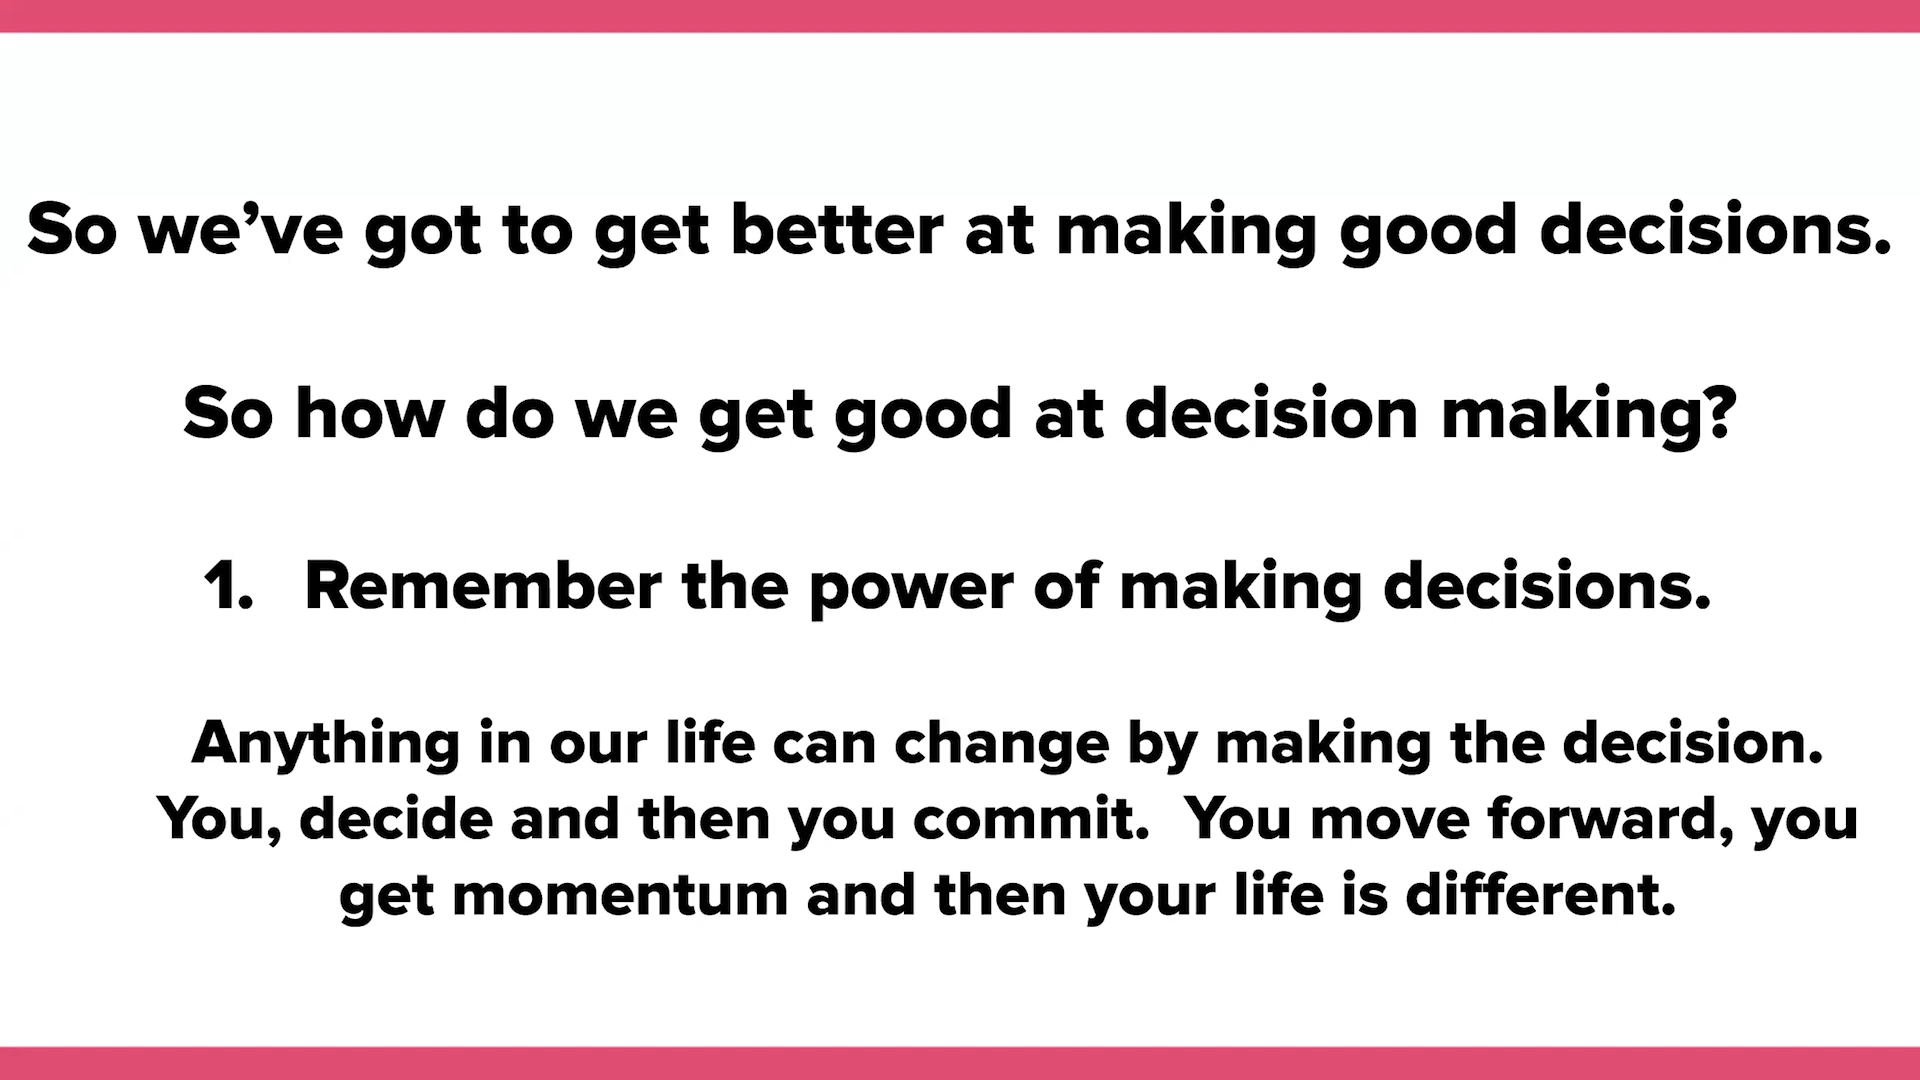 So we’ve got to get better at making good decisions.
So how do we get good at decision making?
1. Remember the power of making decisions.
Anything in our life can change by making the decision.
You, decide and then you commit.  You move forward, you
get momentum and then your life is different.